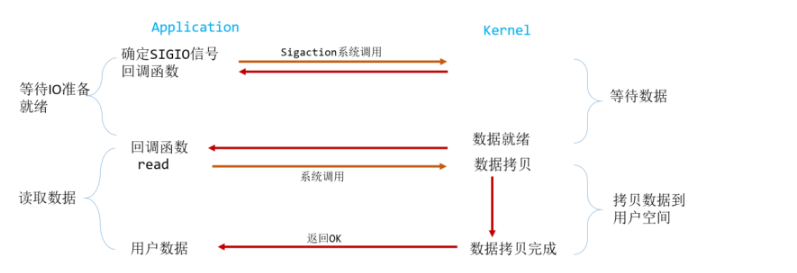 Application
Kernel
确定SIGIO信号
回调函数
Sigaction系统调用
等待IO准备
就绪
等待数据
回调函数
数据就绪
read
数据拷贝
系统调用
读取数据
拷贝数据到
用户空间
用户数据
返回OK
数据拷贝完成